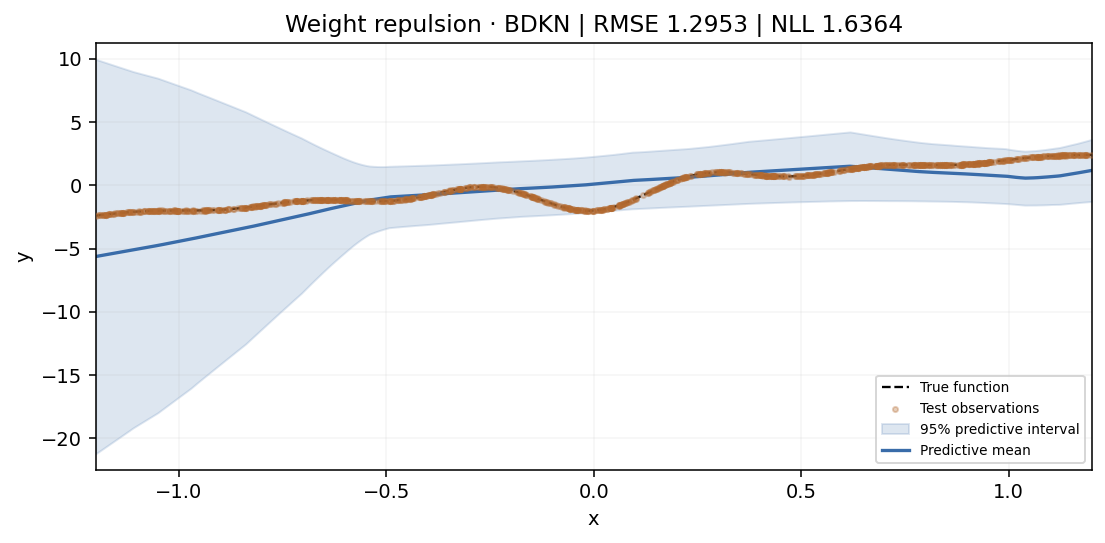 Weight repulsion · BDKN | RMSE 1.2953 | NLL 1.6364
10
5
0
−5
−10
−15
−20
y
−1.0
−0.5
0.0
0.5
1.0
x
True function
Test observations
95% predictive interval
Predictive mean